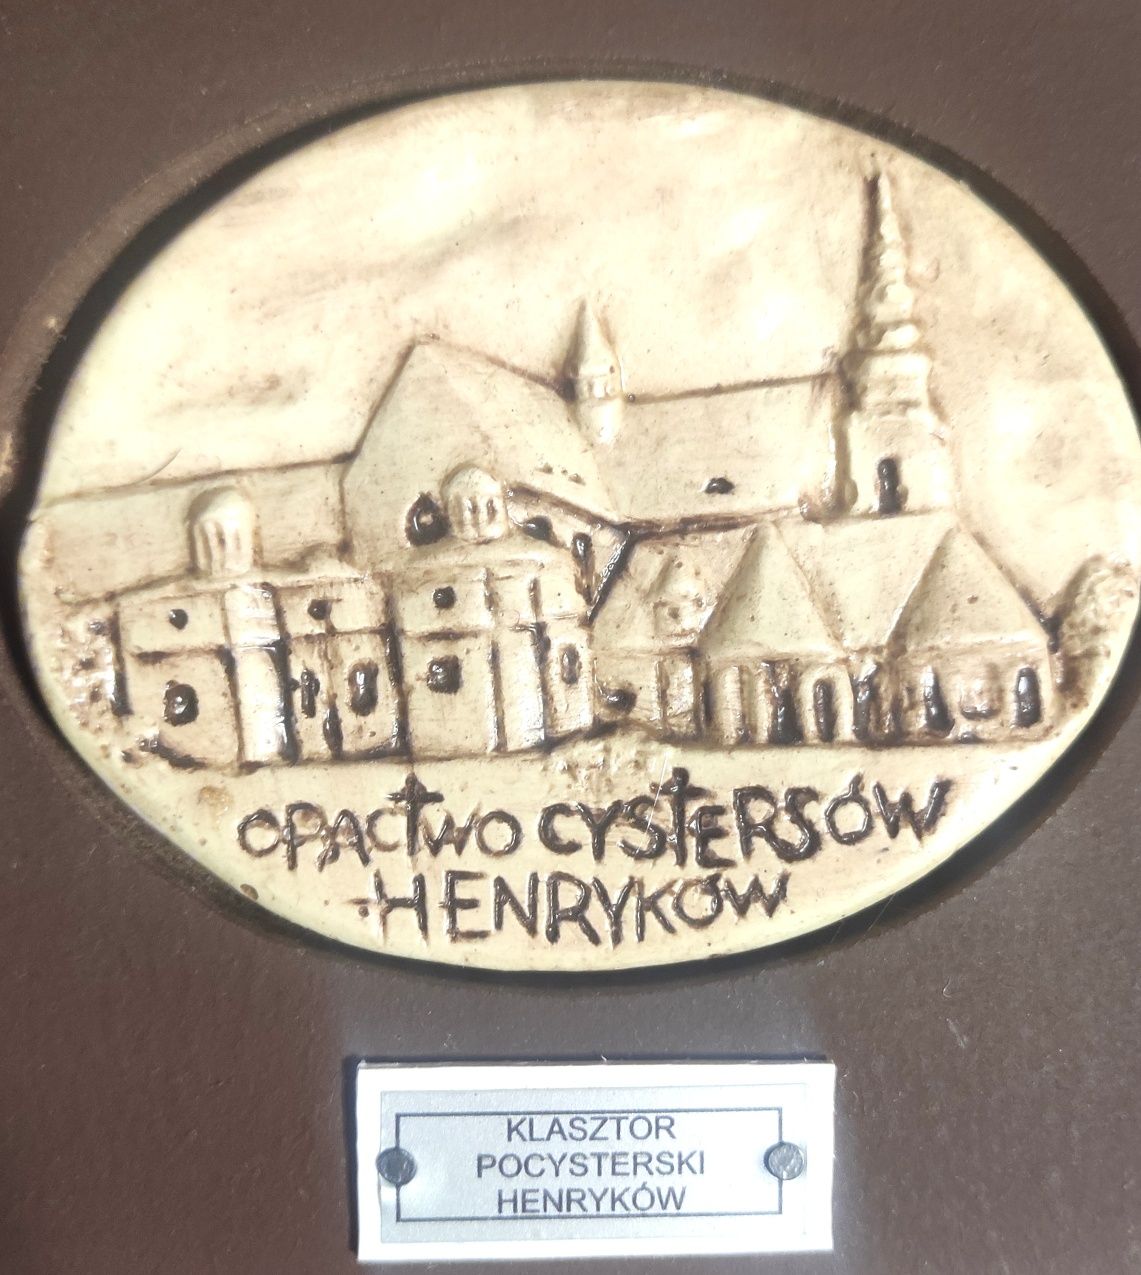 OPACTWO CYSTERSÓW
HENRYKÓW
KLASZTOR
POCYSTERSKI
HENRYKÓW